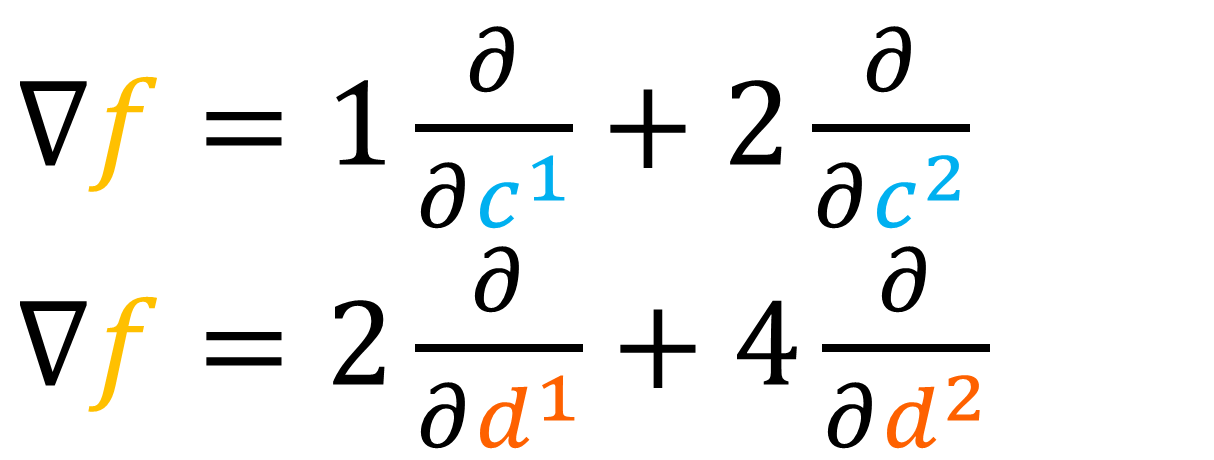 ∇f = 1 ∂/∂c¹ + 2 ∂/∂c²
∇f = 2 ∂/∂d¹ + 4 ∂/∂d²